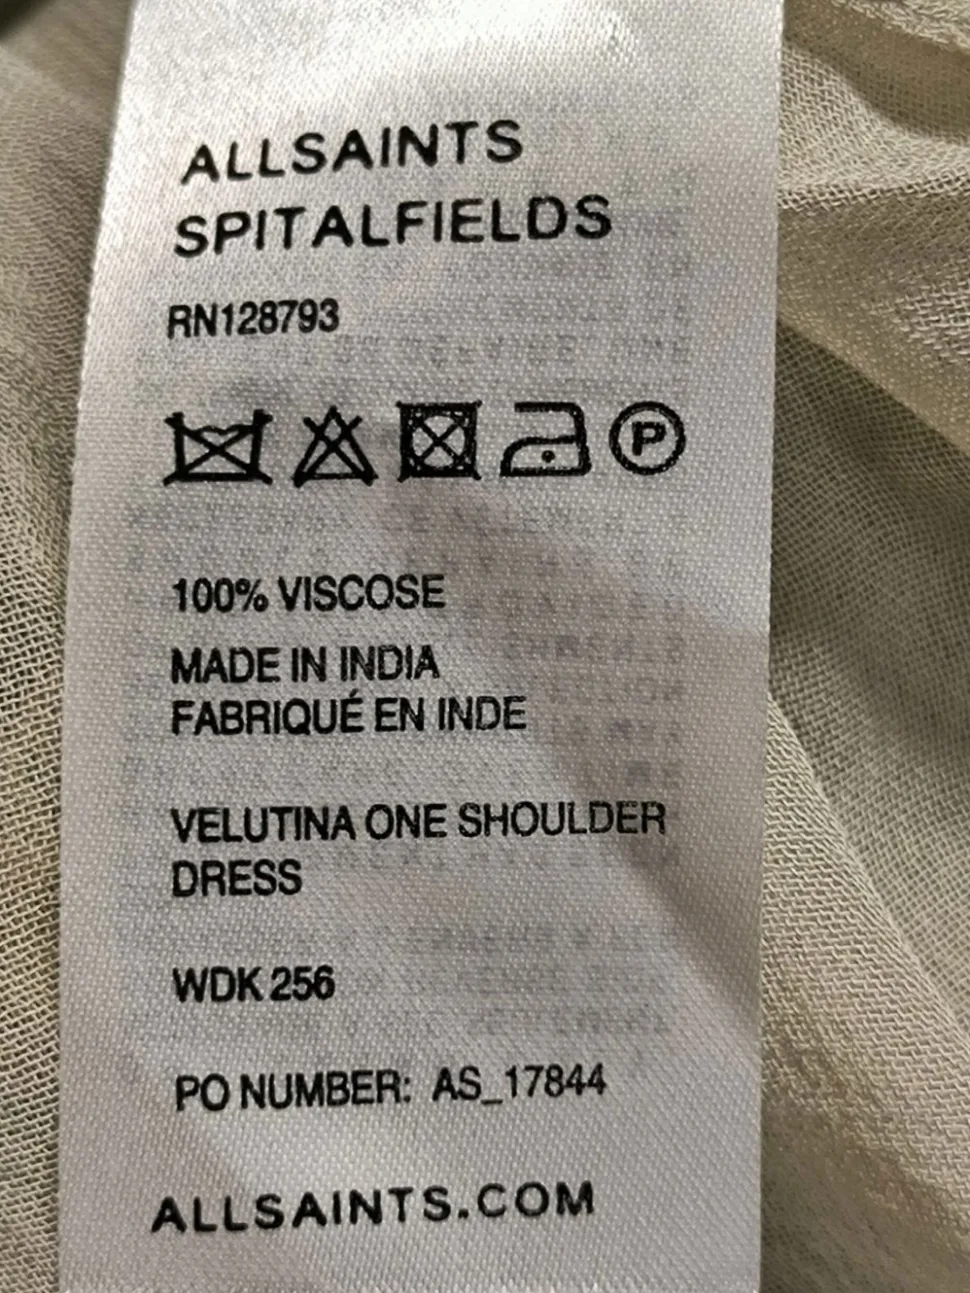 ALLSAINTS
SPITALFIELDS
RN128793
P
100% VISCOSE
MADE IN INDIA
FABRIQUÉ EN INDE
VELUTINA ONE SHOULDER
DRESS
WDK 256
PO NUMBER: AS_17844
ALLSAINTS.COM